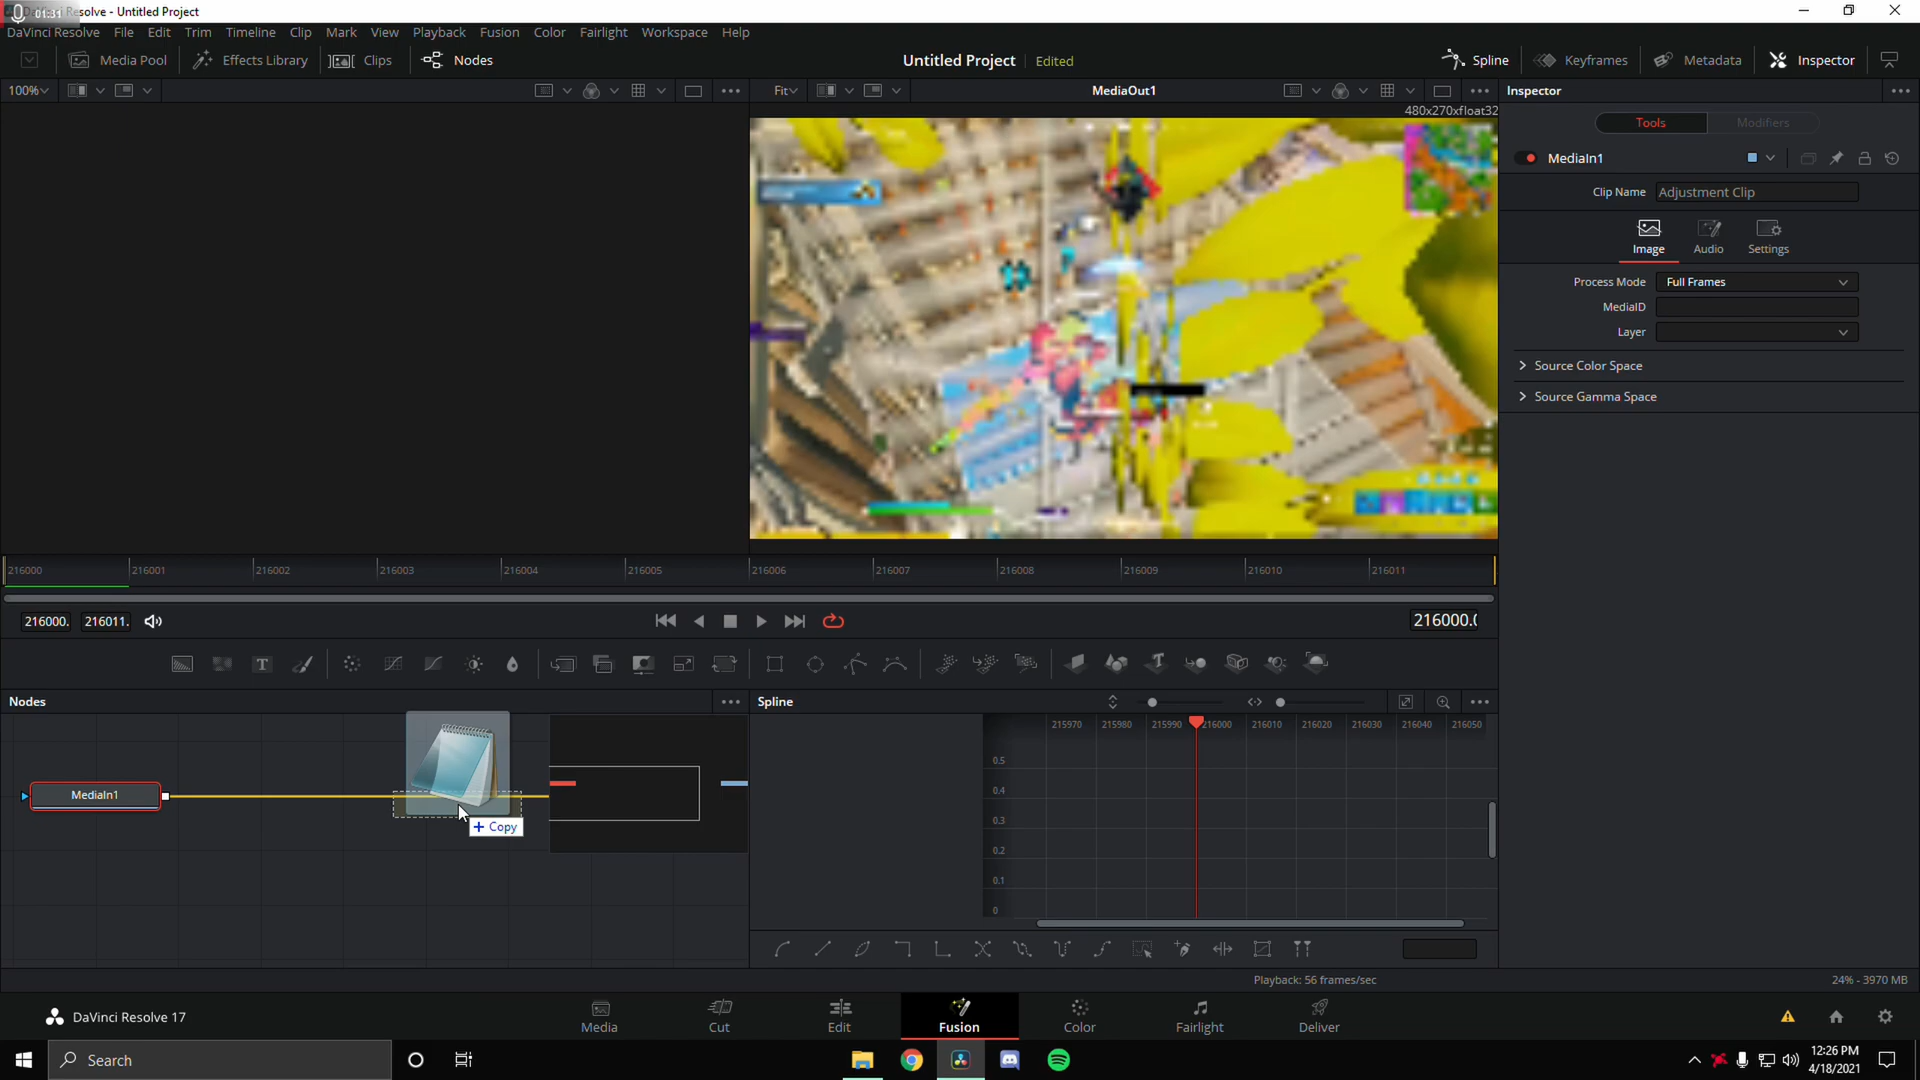 01:31
Resolve - Untitled Project
DaVinci Resolve File Edit Trim Timeline Clip Mark View Playback Fusion Color Fairlight Workspace Help
Media Pool Effects Library Clips Nodes Untitled Project Edited Spline Keyframes Metadata Inspector
100% Fit MediaOut1 Inspector
480x270xfloat32
Tools Modifiers
MediaIn1
Clip Name Adjustment Clip
Image Audio Settings
Process Mode Full Frames
MediaID
Layer
Source Color Space
Source Gamma Space
216000 216001 216002 216003 216004 216005 216006 216007 216008 216009 216010 216011
216000. 216011. 216000.0
T T
Nodes Spline
215970 215980 215990 216000 216010 216020 216030 216040 216050
0.5
0.4
MediaIn1
0.3
+ Copy
0.2
0.1
0
Playback: 56 frames/sec 24% - 3970 MB
DaVinci Resolve 17 Media Cut Edit Fusion Color Fairlight Deliver
Search
12:26 PM
4/18/2021